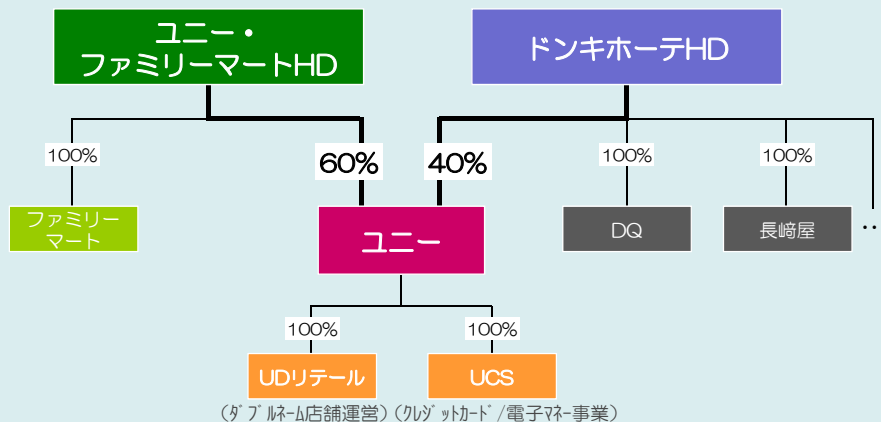 ユニー・
ファミリーマートHD
ドンキホーテHD
100%
60%
40%
100%
100%
ファミリー
マート
ユニー
DQ
長崎屋
‥
100%
100%
UDリテール
UCS
(ﾀﾞﾌﾞﾙﾈｰﾑ店舗運営)
(ｸﾚｼﾞｯﾄｶｰﾄﾞ/電子ﾏﾈｰ事業)